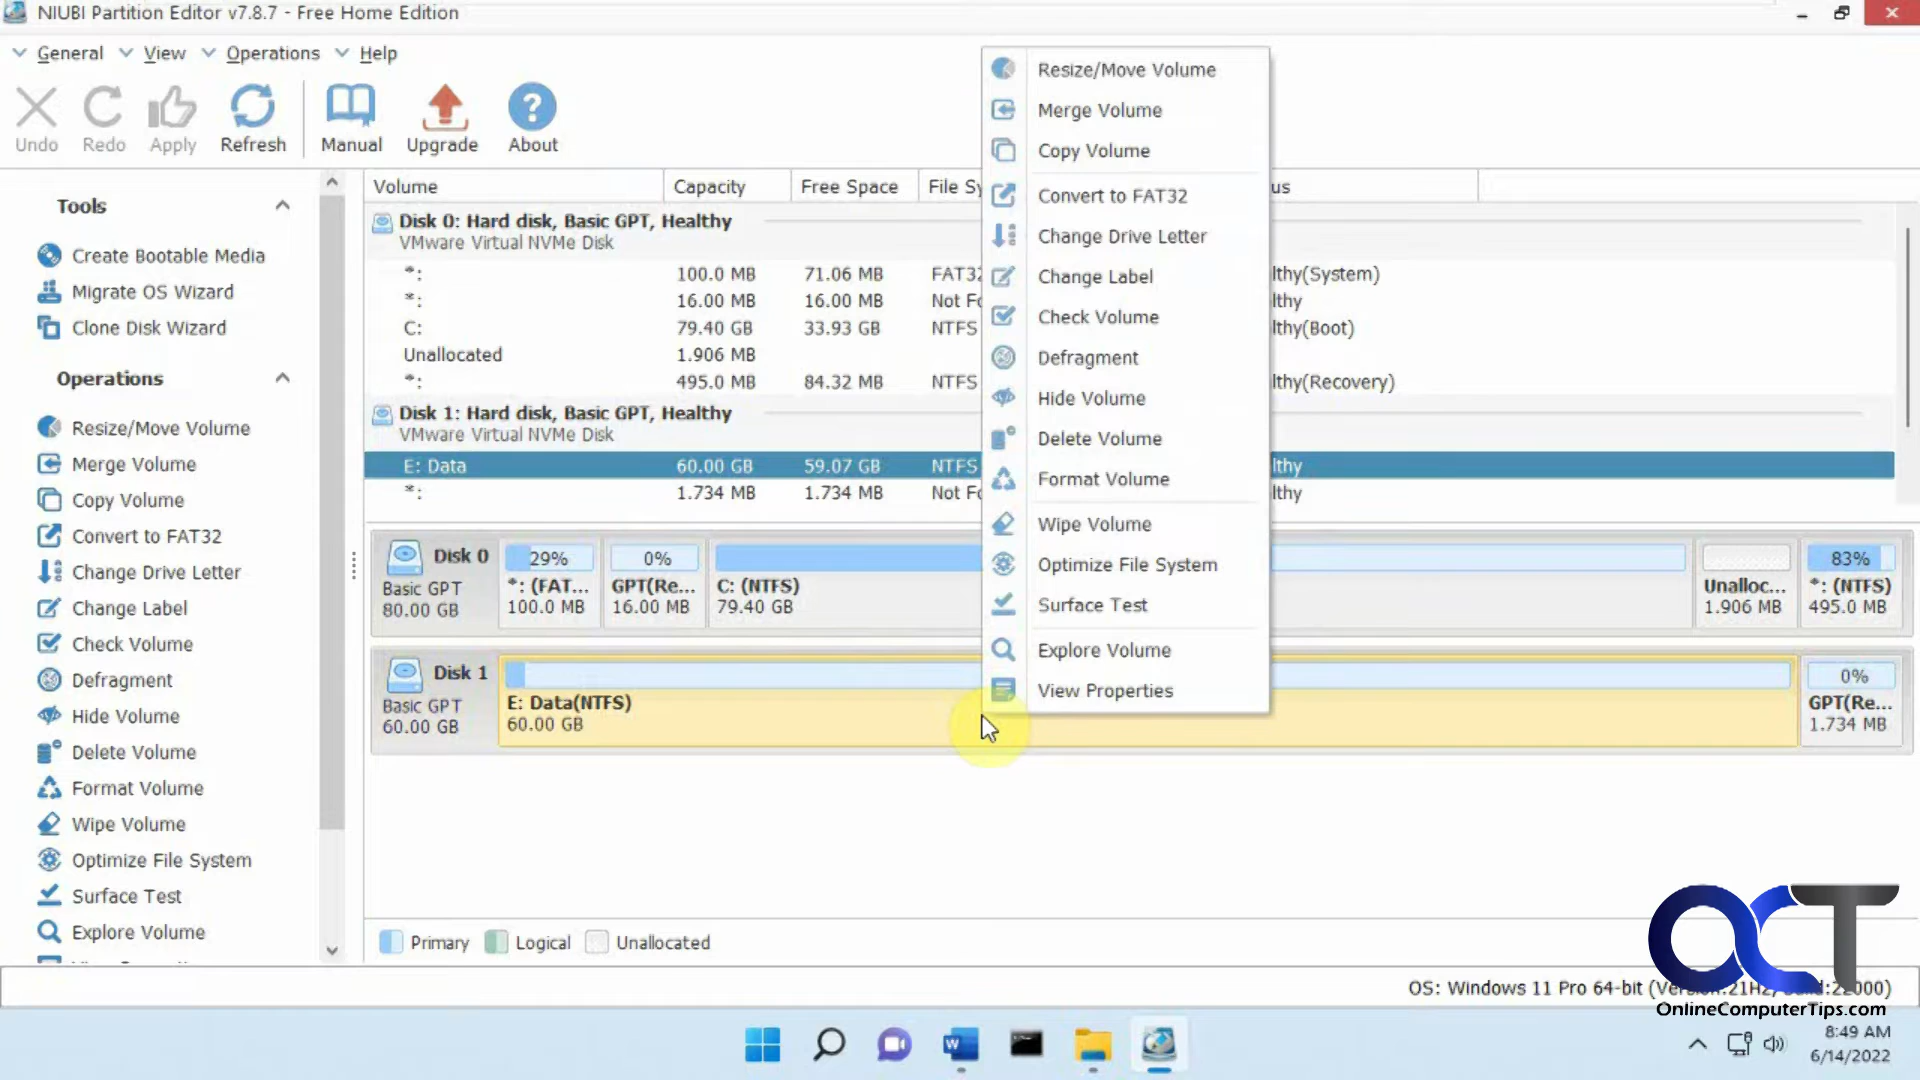 NIUBI Partition Editor v7.8.7 - Free Home Edition
General View Operations Help
Undo Redo Apply Refresh Manual Upgrade About
Tools
Create Bootable Media
Migrate OS Wizard
Clone Disk Wizard
Operations
Resize/Move Volume
Merge Volume
Copy Volume
Convert to FAT32
Change Drive Letter
Change Label
Check Volume
Defragment
Hide Volume
Delete Volume
Format Volume
Wipe Volume
Optimize File System
Surface Test
Explore Volume
Volume Capacity Free Space File Sy us
Disk 0: Hard disk, Basic GPT, Healthy
VMware Virtual NVMe Disk
*: 100.0 MB 71.06 MB FAT32 lthy(System)
*: 16.00 MB 16.00 MB Not Fo lthy
C: 79.40 GB 33.93 GB NTFS lthy(Boot)
Unallocated 1.906 MB
*: 495.0 MB 84.32 MB NTFS lthy(Recovery)
Disk 1: Hard disk, Basic GPT, Healthy
VMware Virtual NVMe Disk
E: Data 60.00 GB 59.07 GB NTFS lthy
*: 1.734 MB 1.734 MB Not Fo lthy
Resize/Move Volume
Merge Volume
Copy Volume
Convert to FAT32
Change Drive Letter
Change Label
Check Volume
Defragment
Hide Volume
Delete Volume
Format Volume
Wipe Volume
Optimize File System
Surface Test
Explore Volume
View Properties
Disk 0
Basic GPT
80.00 GB
29%
*: (FAT...
100.0 MB
0%
GPT(Re...
16.00 MB
C: (NTFS)
79.40 GB
Unalloc...
1.906 MB
83%
*: (NTFS)
495.0 MB
Disk 1
Basic GPT
60.00 GB
E: Data(NTFS)
60.00 GB
0%
GPT(Re...
1.734 MB
Primary Logical Unallocated
OS: Windows 11 Pro 64-bit
OCT
OnlineComputerTips.com
8:49 AM
6/14/2022